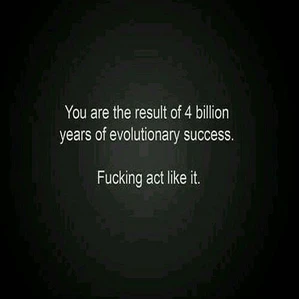 You are the result of 4 billion
years of evolutionary success.
Fucking act like it.